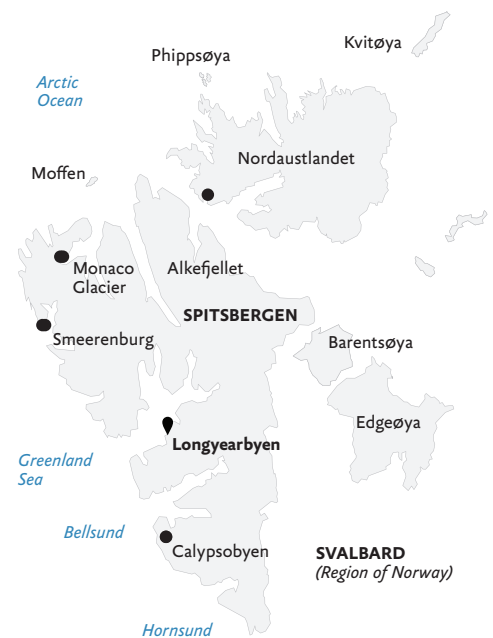 Kvitøya
Phippsøya
Arctic
Ocean
Nordaustlandet
Moffen
Monaco
Glacier
Alkefjellet
SPITSBERGEN
Smeerenburg
Barentsøya
Edgeøya
Longyearbyen
Greenland
Sea
Bellsund
Calypsobyen
SVALBARD
(Region of Norway)
Hornsund